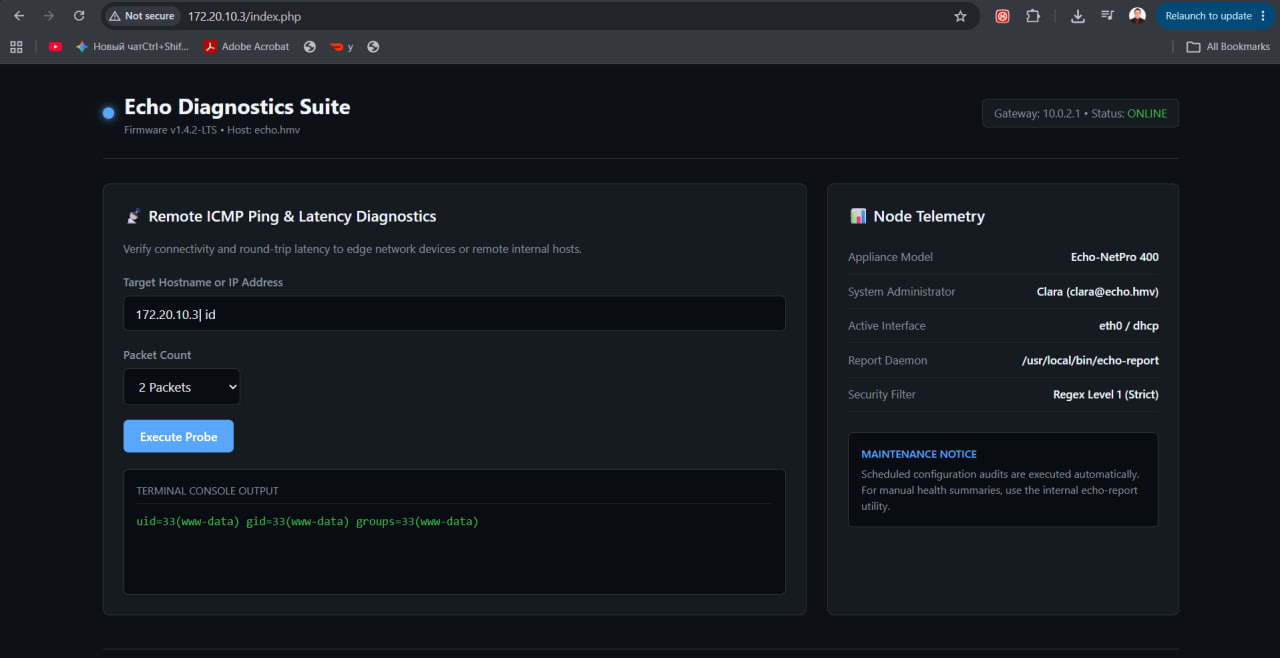 Not secure
172.20.10.3/index.php
Relaunch to update
Новый чатCtrl+Shif...
Adobe Acrobat
y
All Bookmarks
Echo Diagnostics Suite
Firmware v1.4.2-LTS • Host: echo.hmv
Gateway: 10.0.2.1 • Status: ONLINE
Remote ICMP Ping & Latency Diagnostics
Verify connectivity and round-trip latency to edge network devices or remote internal hosts.
Target Hostname or IP Address
172.20.10.3| id
Packet Count
2 Packets
Execute Probe
TERMINAL CONSOLE OUTPUT
uid=33(www-data) gid=33(www-data) groups=33(www-data)
Node Telemetry
Appliance Model Echo-NetPro 400
System Administrator Clara (clara@echo.hmv)
Active Interface eth0 / dhcp
Report Daemon /usr/local/bin/echo-report
Security Filter Regex Level 1 (Strict)
MAINTENANCE NOTICE
Scheduled configuration audits are executed automatically.
For manual health summaries, use the internal echo-report
utility.